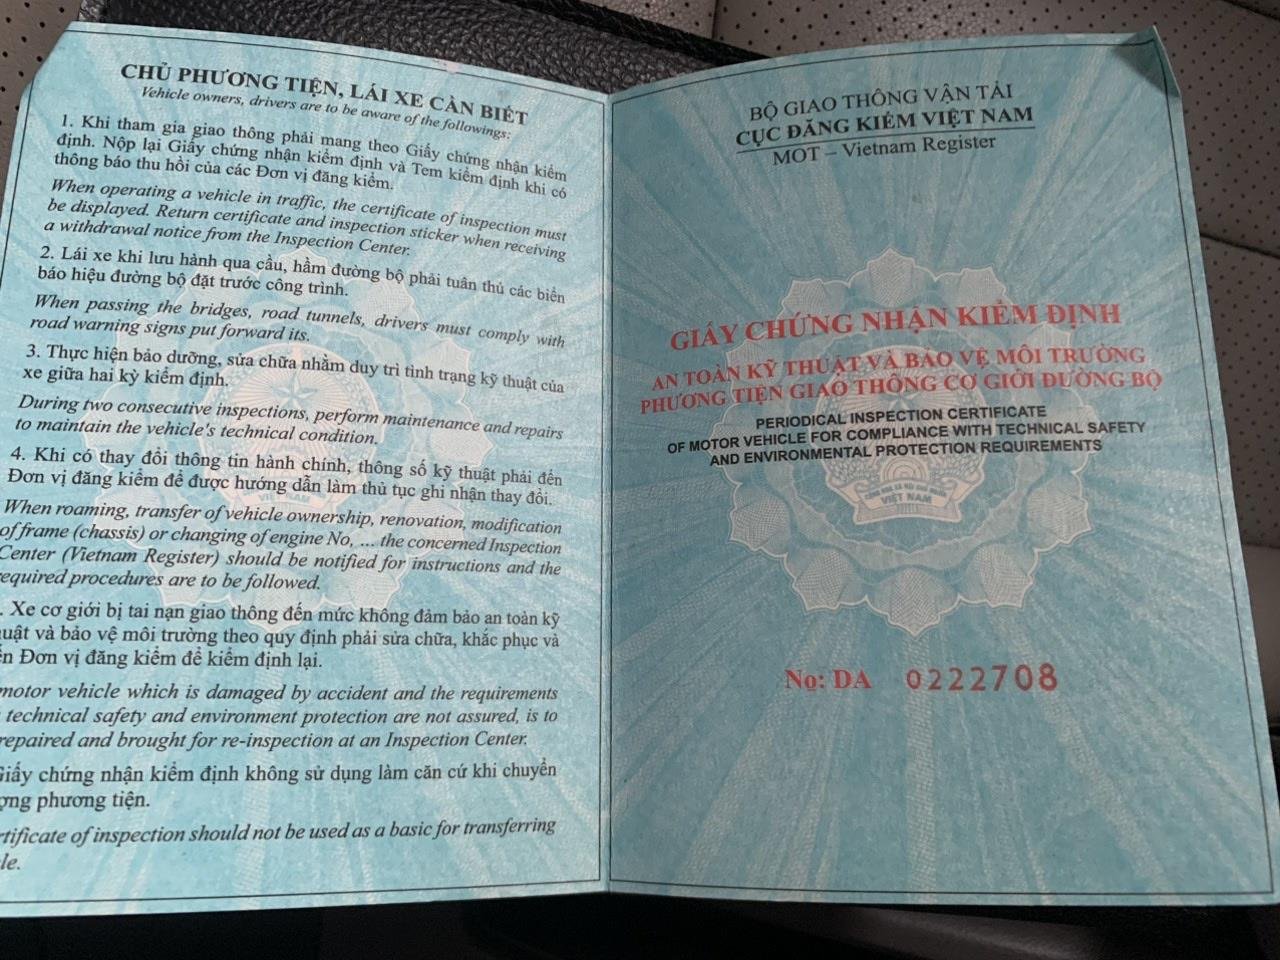 CHỦ PHƯƠNG TIỆN, LÁI XE CẦN BIẾT
Vehicle owners, drivers are to be aware of the followings:
1. Khi tham gia giao thông phải mang theo Giấy chứng nhận kiểm
định. Nộp lại Giấy chứng nhận kiểm định và Tem kiểm định khi có
thông báo thu hồi của các Đơn vị đăng kiểm.
When operating a vehicle in traffic, the certificate of inspection must
be displayed. Return certificate and inspection sticker when receiving
a withdrawal notice from the Inspection Center.
2. Lái xe khi lưu hành qua cầu, hầm đường bộ phải tuân thủ các biển
báo hiệu đường bộ đặt trước công trình.
When passing the bridges, road tunnels, drivers must comply with
road warning signs put forward its.
3. Thực hiện bảo dưỡng, sửa chữa nhằm duy trì tình trạng kỹ thuật của
xe giữa hai kỳ kiểm định.
During two consecutive inspections, perform maintenance and repairs
to maintain the vehicle's technical condition.
4. Khi có thay đổi thông tin hành chính, thông số kỹ thuật phải đến
Đơn vị đăng kiểm để được hướng dẫn làm thủ tục ghi nhận thay đổi.
When roaming, transfer of vehicle ownership, renovation, modification
of frame (chassis) or changing of engine No, ... the concerned Inspection
Center (Vietnam Register) should be notified for instructions and the
required procedures are to be followed.
. Xe cơ giới bị tai nạn giao thông đến mức không đảm bảo an toàn kỹ
uật và bảo vệ môi trường theo quy định phải sửa chữa, khắc phục và
n Đơn vị đăng kiểm để kiểm định lại.
motor vehicle which is damaged by accident and the requirements
technical safety and environment protection are not assured, is to
repaired and brought for re-inspection at an Inspection Center.
Giấy chứng nhận kiểm định không sử dụng làm căn cứ khi chuyển
ợng phương tiện.
rtificate of inspection should not be used as a basic for transferring
le.
BỘ GIAO THÔNG VẬN TẢI
CỤC ĐĂNG KIỂM VIỆT NAM
MOT – Vietnam Register
GIẤY CHỨNG NHẬN KIỂM ĐỊNH
AN TOÀN KỸ THUẬT VÀ BẢO VỆ MÔI TRƯỜNG
PHƯƠNG TIỆN GIAO THÔNG CƠ GIỚI ĐƯỜNG BỘ
PERIODICAL INSPECTION CERTIFICATE
OF MOTOR VEHICLE FOR COMPLIANCE WITH TECHNICAL SAFETY
AND ENVIRONMENTAL PROTECTION REQUIREMENTS
CỘNG HÒA XÃ HỘI CHỦ NGHĨA
VIỆT NAM
No: DA 0222708